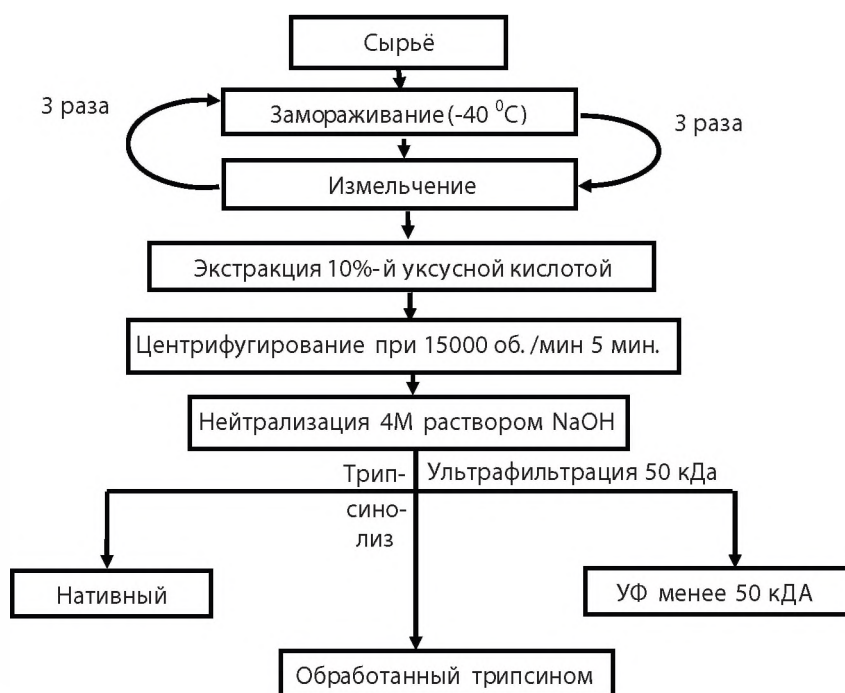 Сырьё
3 раза
Замораживание (-40 ⁰С)
3 раза
Измельчение
Экстракция 10%-й уксусной кислотой
Центрифугирование при 15000 об. /мин 5 мин.
Нейтрализация 4М раствором NaOH
Трип-
сино-
лиз
Ультрафильтрация 50 кДа
Нативный
УФ менее 50 кДА
Обработанный трипсином